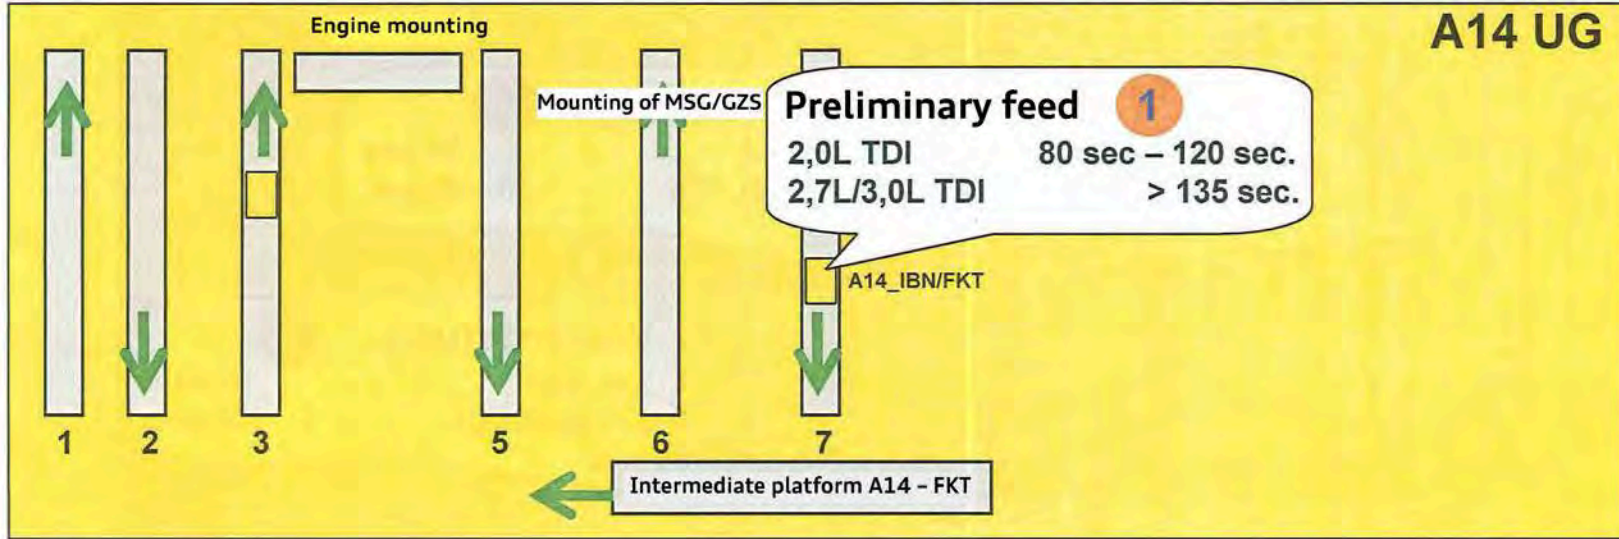 A14 UG
Engine mounting
Mounting of MSG/GZS
Preliminary feed 1
2,0L TDI 80 sec – 120 sec.
2,7L/3,0L TDI > 135 sec.
A14_IBN/FKT
1 2 3 5 6 7
Intermediate platform A14 – FKT